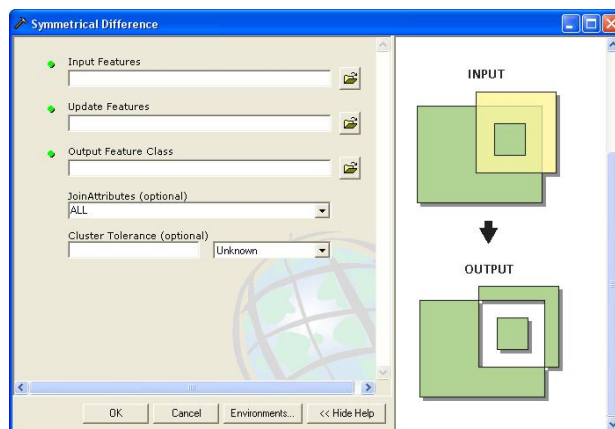 Symmetrical Difference
Input Features
Update Features
Output Feature Class
JoinAttributes (optional)
ALL
Cluster Tolerance (optional)
Unknown
OK
Cancel
Environments...
<< Hide Help
INPUT
OUTPUT